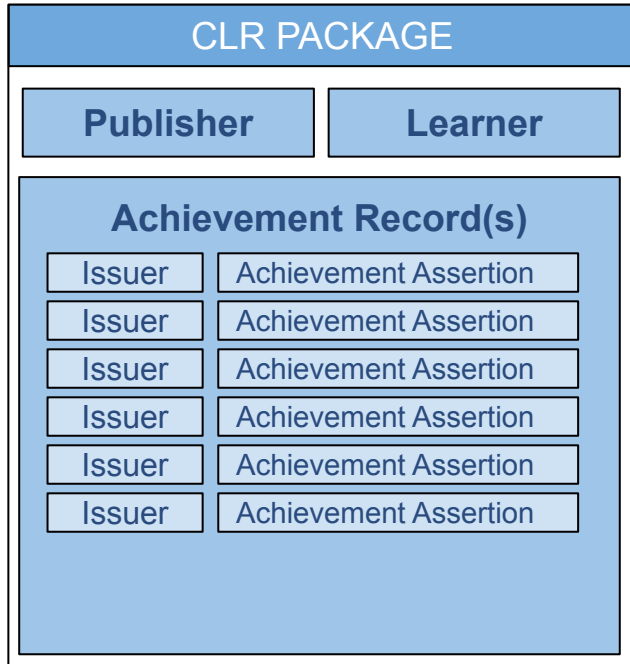 CLR PACKAGE
Publisher Learner
Achievement Record(s)
Issuer Achievement Assertion
Issuer Achievement Assertion
Issuer Achievement Assertion
Issuer Achievement Assertion
Issuer Achievement Assertion
Issuer Achievement Assertion